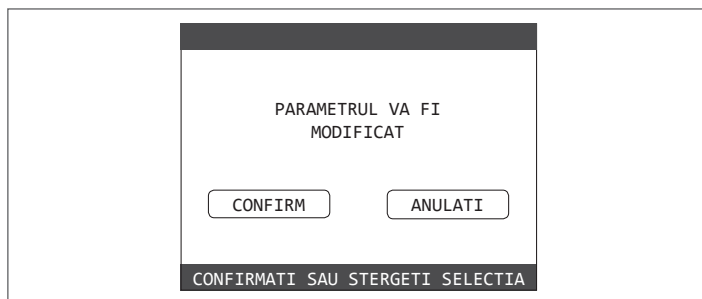 PARAMETRUL VA FI
MODIFICAT
CONFIRM ANULATI
CONFIRMATI SAU STERGETI SELECTIA